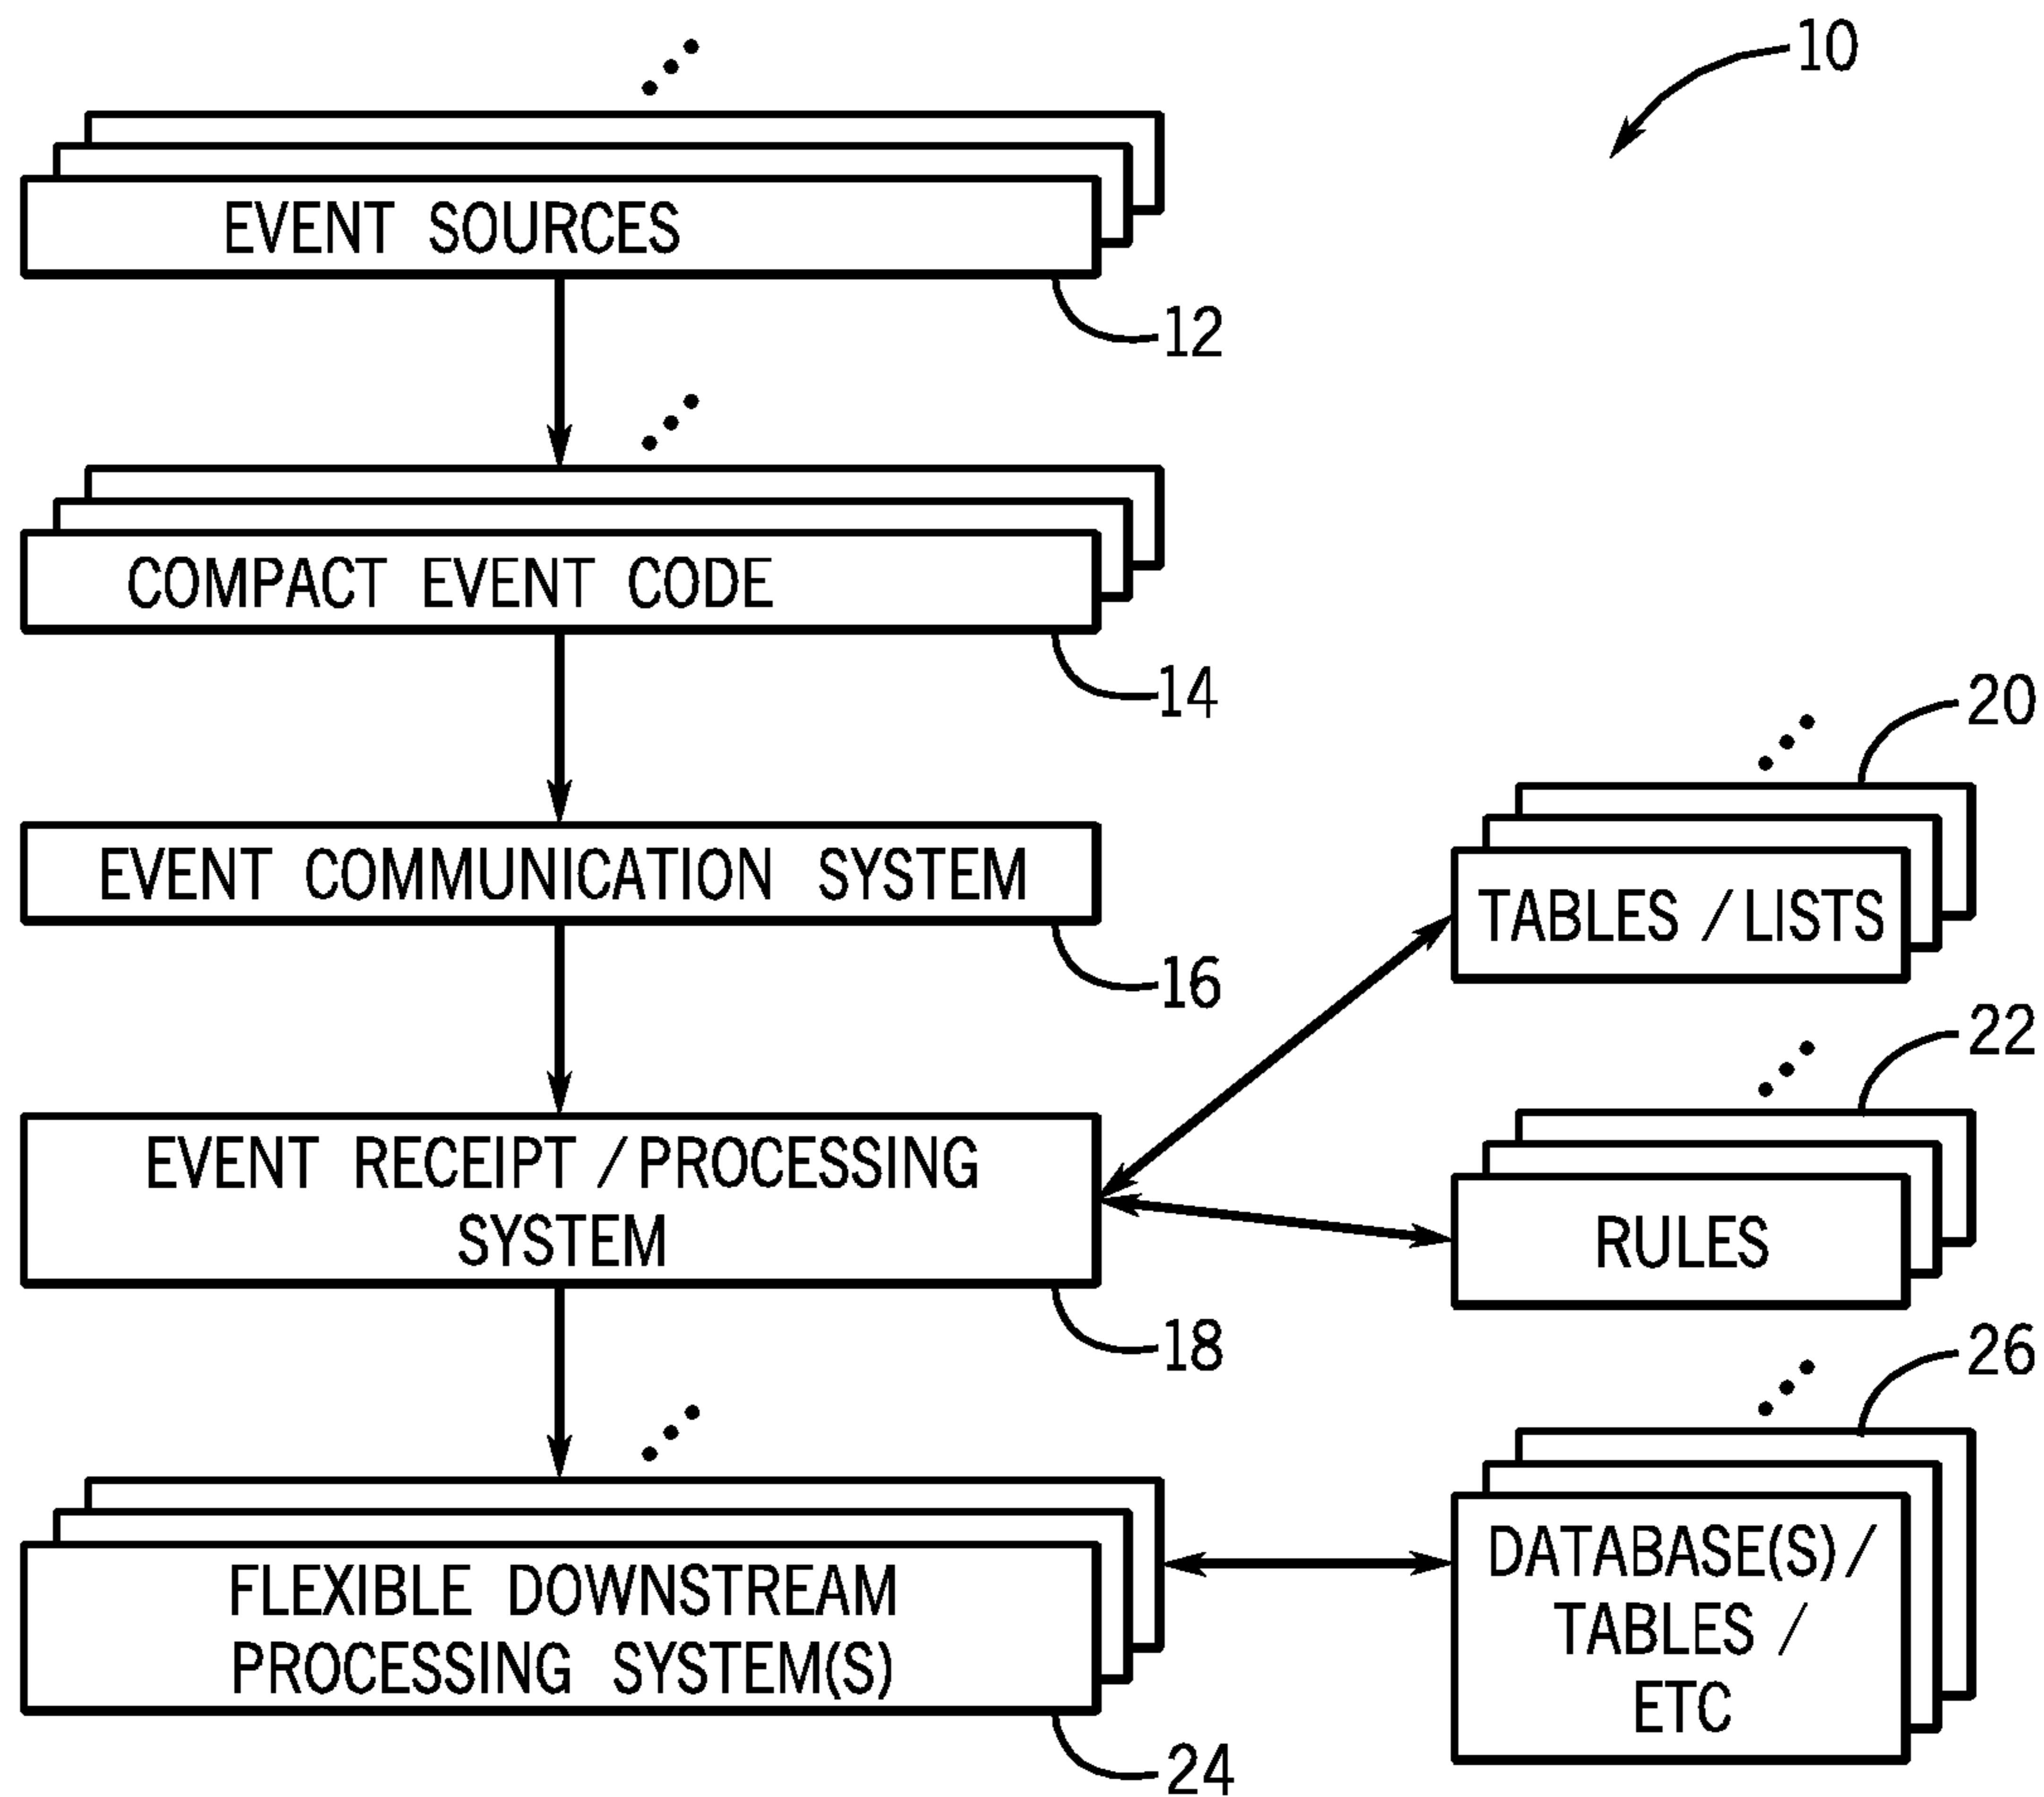 10
EVENT SOURCES
12
COMPACT EVENT CODE
14
EVENT COMMUNICATION SYSTEM
16
20
TABLES / LISTS
EVENT RECEIPT / PROCESSING
SYSTEM
18
22
RULES
FLEXIBLE DOWNSTREAM
PROCESSING SYSTEM(S)
24
26
DATABASE(S) /
TABLES /
ETC